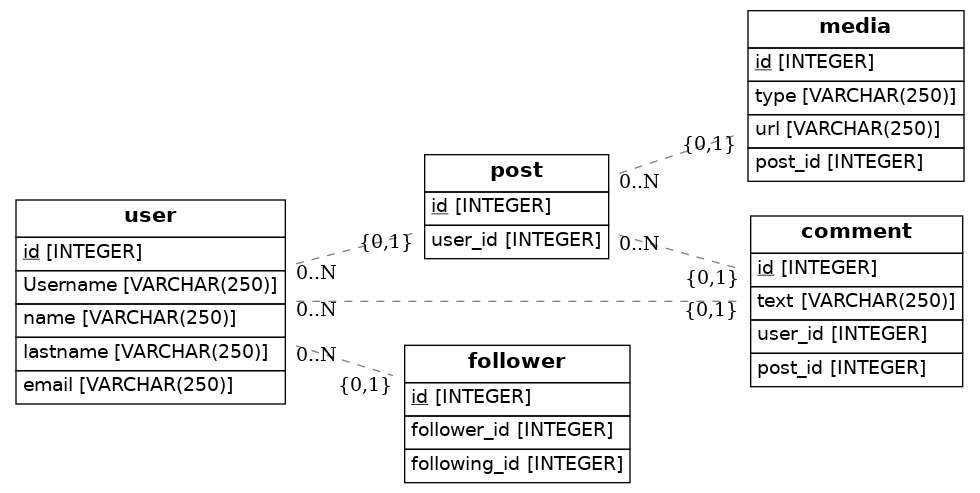 media
id [INTEGER]
type [VARCHAR(250)]
url [VARCHAR(250)]
post_id [INTEGER]
{0,1}
0..N
post
id [INTEGER]
user_id [INTEGER]
{0,1}
0..N
user
id [INTEGER]
Username [VARCHAR(250)]
name [VARCHAR(250)]
lastname [VARCHAR(250)]
email [VARCHAR(250)]
0..N
{0,1}
comment
id [INTEGER]
text [VARCHAR(250)]
user_id [INTEGER]
post_id [INTEGER]
0..N
{0,1}
0..N
{0,1}
follower
id [INTEGER]
follower_id [INTEGER]
following_id [INTEGER]